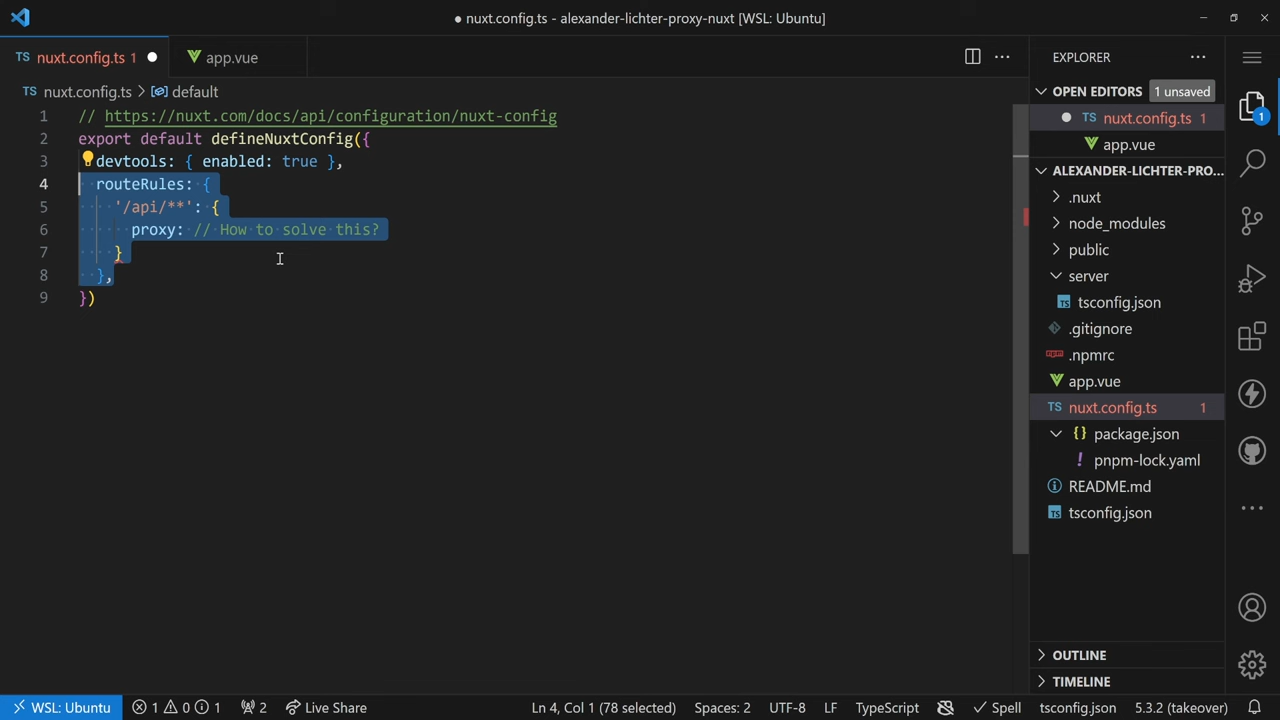 ● nuxt.config.ts - alexander-lichter-proxy-nuxt [WSL: Ubuntu]
TS nuxt.config.ts 1 ●
app.vue
TS nuxt.config.ts > default
1 // https://nuxt.com/docs/api/configuration/nuxt-config
2 export default defineNuxtConfig({
3 devtools: { enabled: true },
4 routeRules: {
5 '/api/**': {
6 proxy: // How to solve this?
7 }
8 },
9 })
EXPLORER
OPEN EDITORS 1 unsaved
● TS nuxt.config.ts 1
app.vue
ALEXANDER-LICHTER-PRO...
.nuxt
node_modules
public
server
tsconfig.json
.gitignore
.npmrc
app.vue
TS nuxt.config.ts 1
{} package.json
! pnpm-lock.yaml
README.md
tsconfig.json
OUTLINE
TIMELINE
1
WSL: Ubuntu 1 0 1 2 Live Share Ln 4, Col 1 (78 selected) Spaces: 2 UTF-8 LF TypeScript Spell tsconfig.json 5.3.2 (takeover)